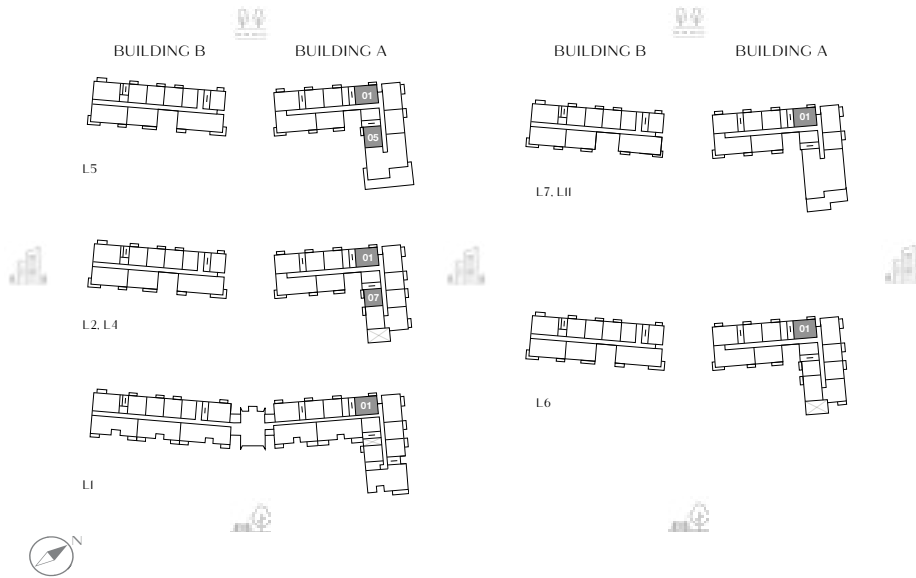 BUILDING B
BUILDING A
01
05
L5
01
07
L2, L4
01
L1
N
BUILDING B
BUILDING A
01
L7, L11
01
L6